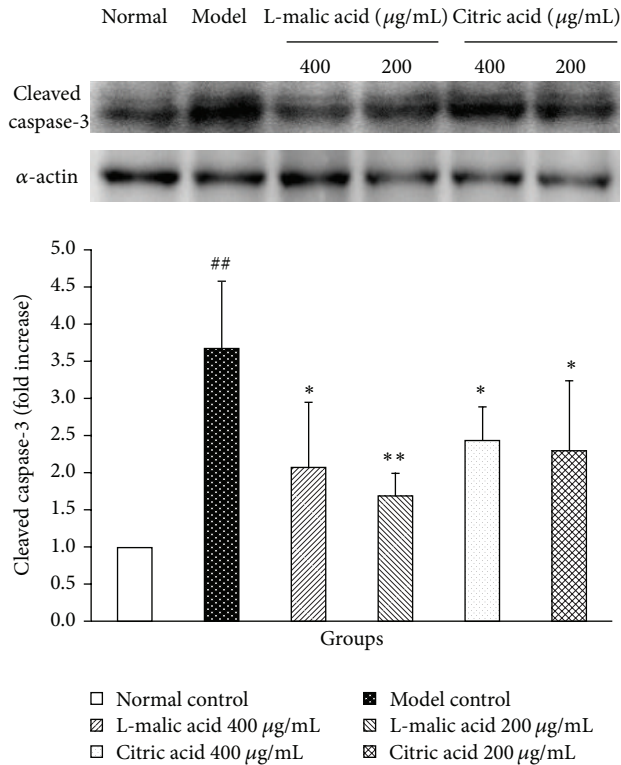 Normal Model L-malic acid (μg/mL) Citric acid (μg/mL)
400 200 400 200
Cleaved
caspase-3
α-actin
5.0
4.5
4.0
3.5
3.0
2.5
2.0
1.5
1.0
0.5
0.0
Cleaved caspase-3 (fold increase)
##
*
**
*
*
Groups
Normal control
Model control
L-malic acid 400 μg/mL
L-malic acid 200 μg/mL
Citric acid 400 μg/mL
Citric acid 200 μg/mL